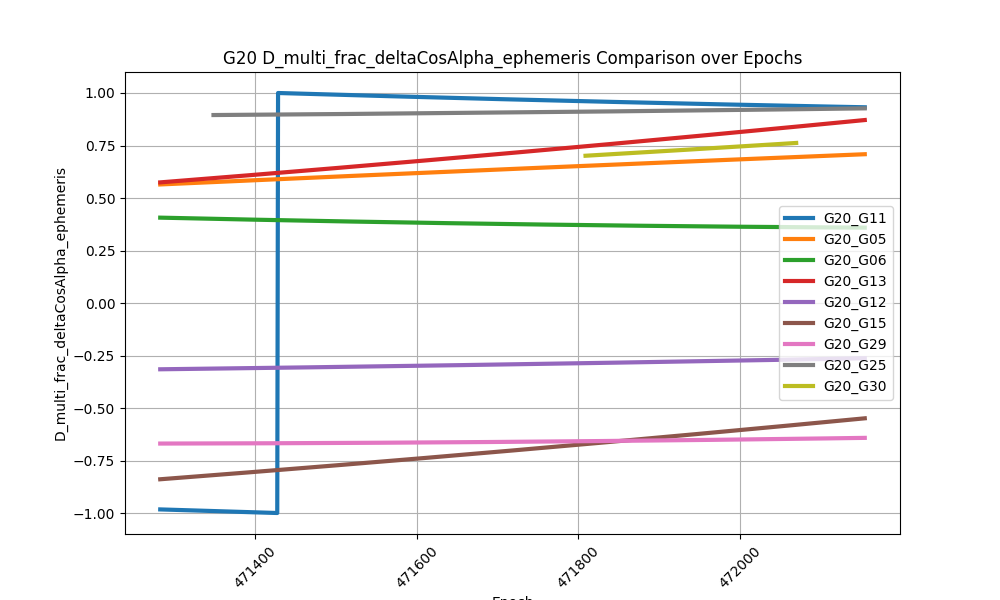 G20 D_multi_frac_deltaCosAlpha_ephemeris Comparison over Epochs
D_multi_frac_deltaCosAlpha_ephemeris
1.00
0.75
0.50
0.25
0.00
−0.25
−0.50
−0.75
−1.00
G20_G11
G20_G05
G20_G06
G20_G13
G20_G12
G20_G15
G20_G29
G20_G25
G20_G30
471400
471600
471800
472000
Epoch